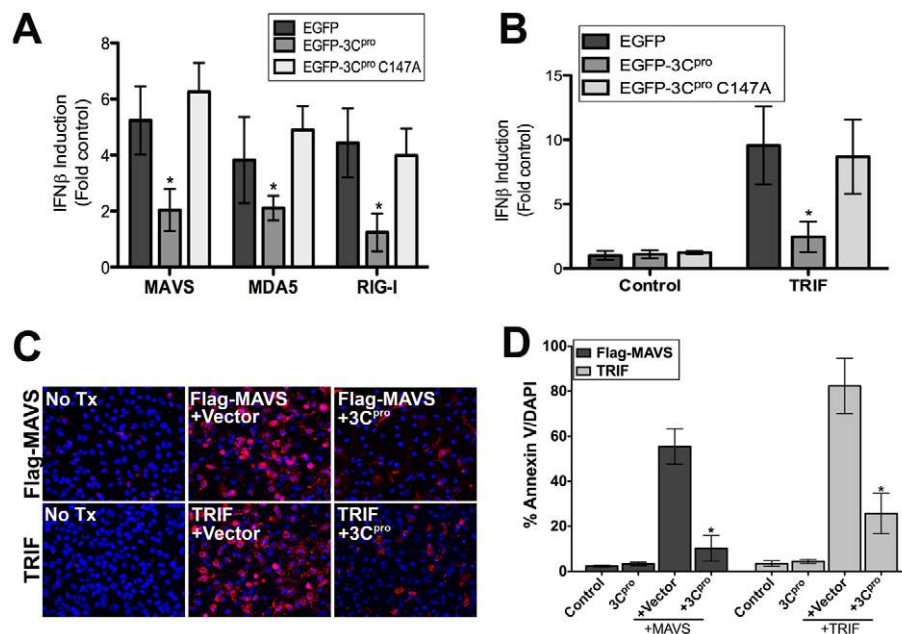 A
EGFP
EGFP-3Cpro
EGFP-3Cpro C147A
IFNβ Induction
(Fold control)
8
6
4
2
0
*
*
*
MAVS
MDA5
RIG-I
B
EGFP
EGFP-3Cpro
EGFP-3Cpro C147A
IFNβ Induction
(Fold control)
15
10
5
0
*
Control
TRIF
C
Flag-MAVS
TRIF
No Tx
Flag-MAVS
+Vector
Flag-MAVS
+3Cpro
No Tx
TRIF
+Vector
TRIF
+3Cpro
D
Flag-MAVS
TRIF
% Annexin V/DAPI
100
80
60
40
20
0
*
*
Control
3Cpro
+Vector
+3Cpro
+MAVS
Control
3Cpro
+Vector
+3Cpro
+TRIF